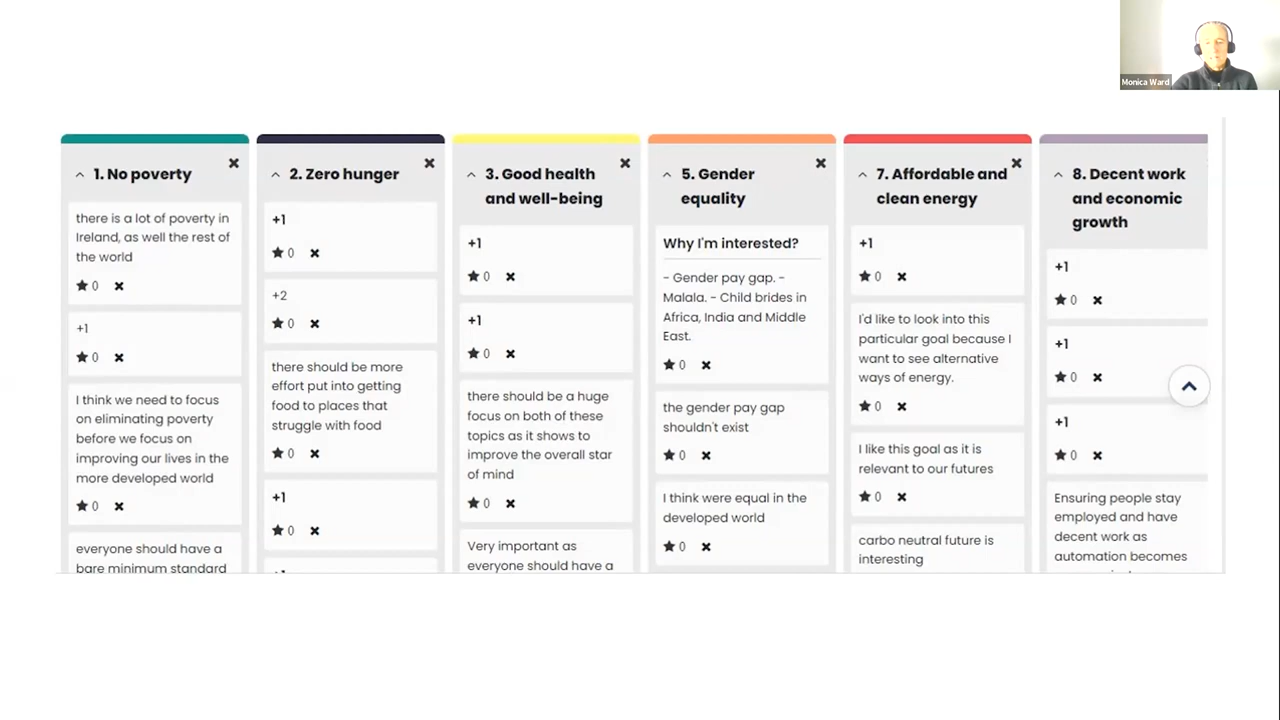 Monica Ward
1. No poverty
there is a lot of poverty in
Ireland, as well the rest of
the world
0
+1
0
I think we need to focus
on eliminating poverty
before we focus on
improving our lives in the
more developed world
0
everyone should have a
bare minimum standard
2. Zero hunger
+1
0
+2
0
there should be more
effort put into getting
food to places that
struggle with food
0
+1
0
3. Good health
and well-being
+1
0
+1
0
there should be a huge
focus on both of these
topics as it shows to
improve the overall star
of mind
0
Very important as
everyone should have a
5. Gender
equality
Why I'm interested?
- Gender pay gap. -
Malala. - Child brides in
Africa, India and Middle
East.
0
the gender pay gap
shouldn't exist
0
I think were equal in the
developed world
0
7. Affordable and
clean energy
+1
0
I'd like to look into this
particular goal because I
want to see alternative
ways of energy.
0
I like this goal as it is
relevant to our futures
0
carbo neutral future is
interesting
8. Decent work
and economic
growth
+1
0
+1
0
+1
0
Ensuring people stay
employed and have
decent work as
automation becomes